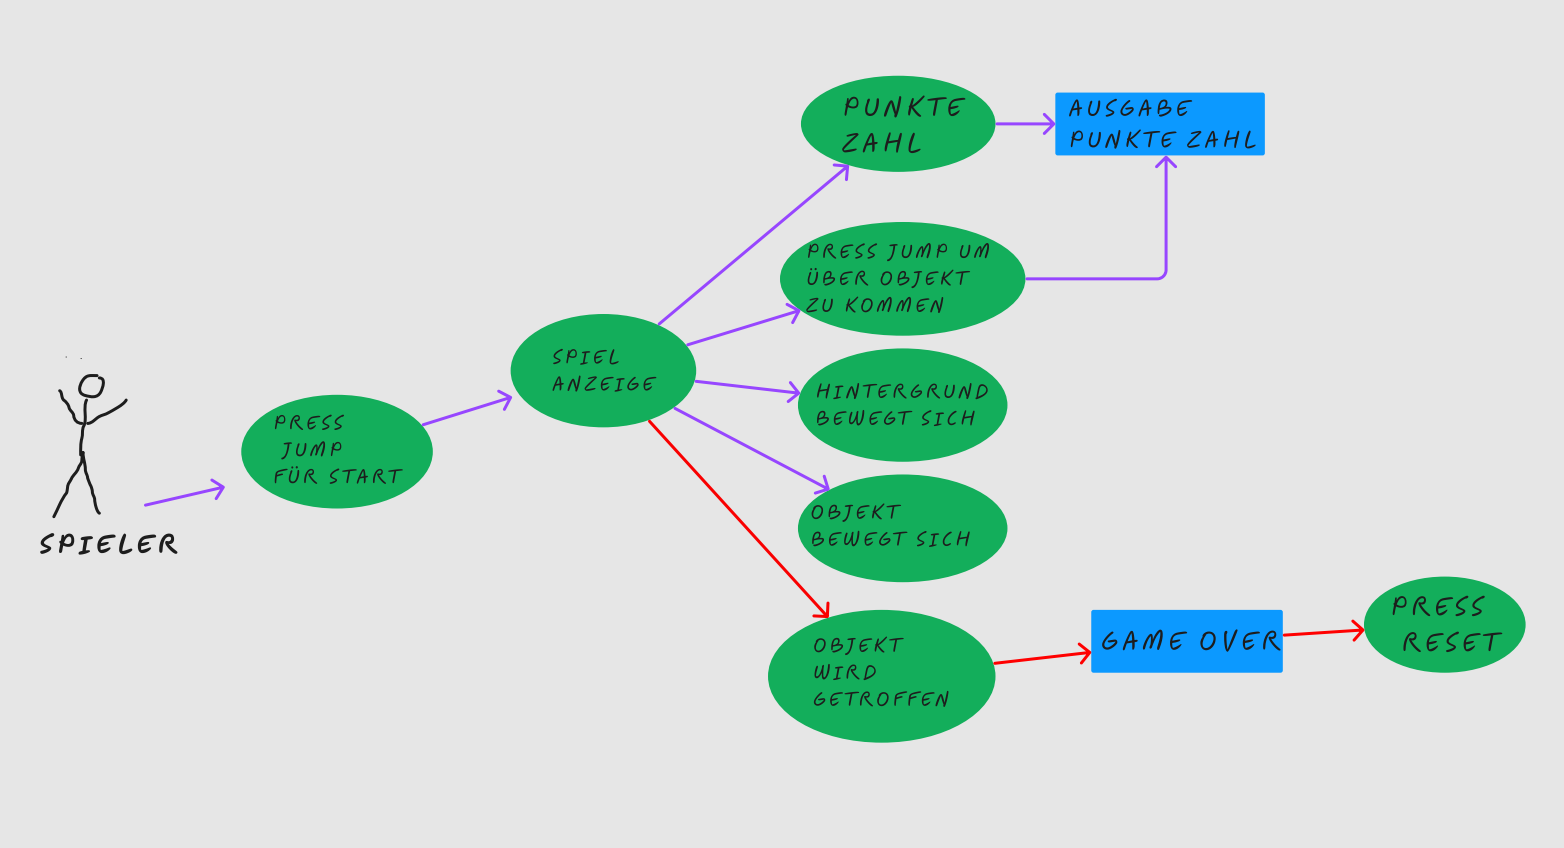 PUNKTE
ZAHL
AUSGABE
PUNKTE ZAHL
PRESS JUMP UM
ÜBER OBJEKT
ZU KOMMEN
SPIEL
ANZEIGE
HINTERGRUND
BEWEGT SICH
PRESS
JUMP
FÜR START
SPIELER
OBJEKT
BEWEGT SICH
OBJEKT
WIRD
GETROFFEN
GAME OVER
PRESS
RESET